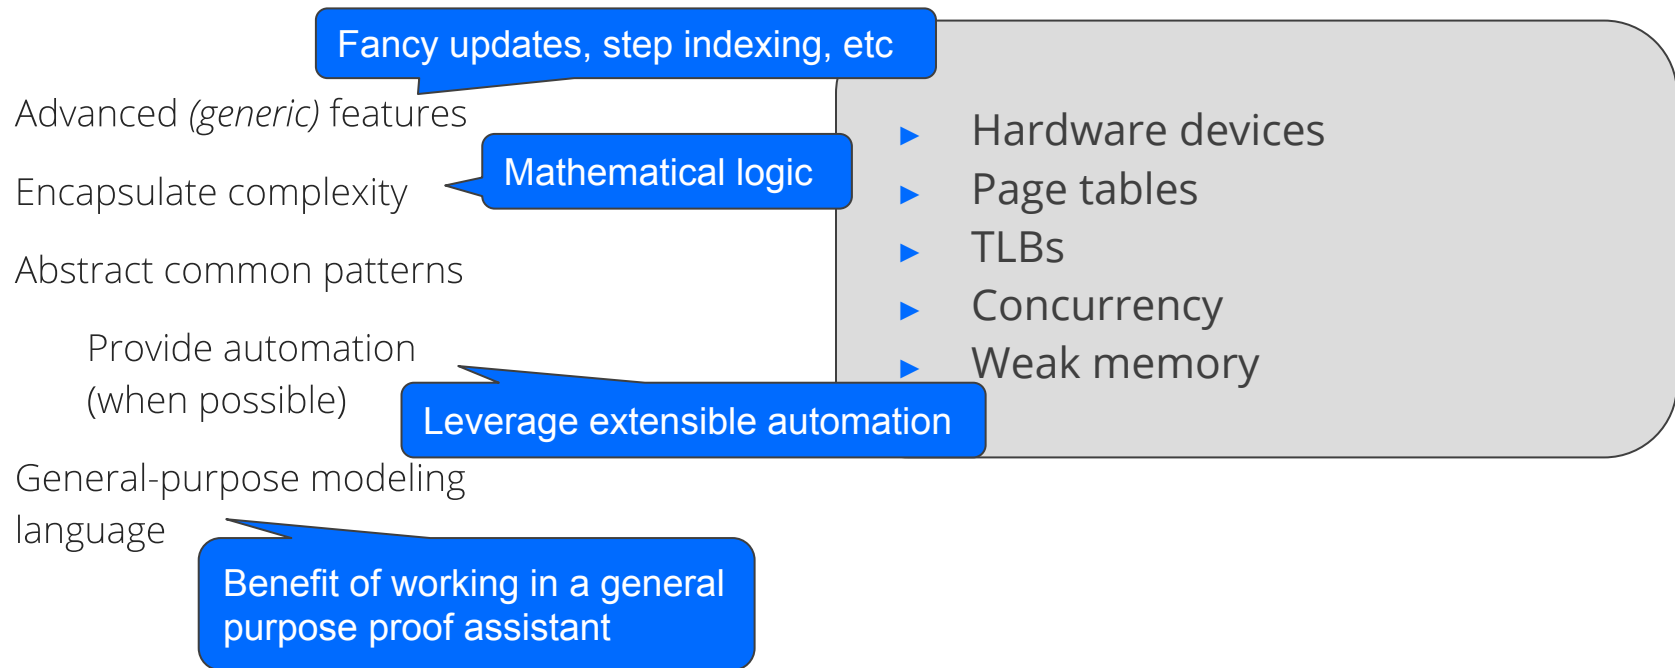 Fancy updates, step indexing, etc
Advanced (generic) features
Mathematical logic
Encapsulate complexity
Abstract common patterns
Provide automation
(when possible)
Leverage extensible automation
General-purpose modeling
language
Benefit of working in a general
purpose proof assistant
► Hardware devices
► Page tables
► TLBs
► Concurrency
► Weak memory